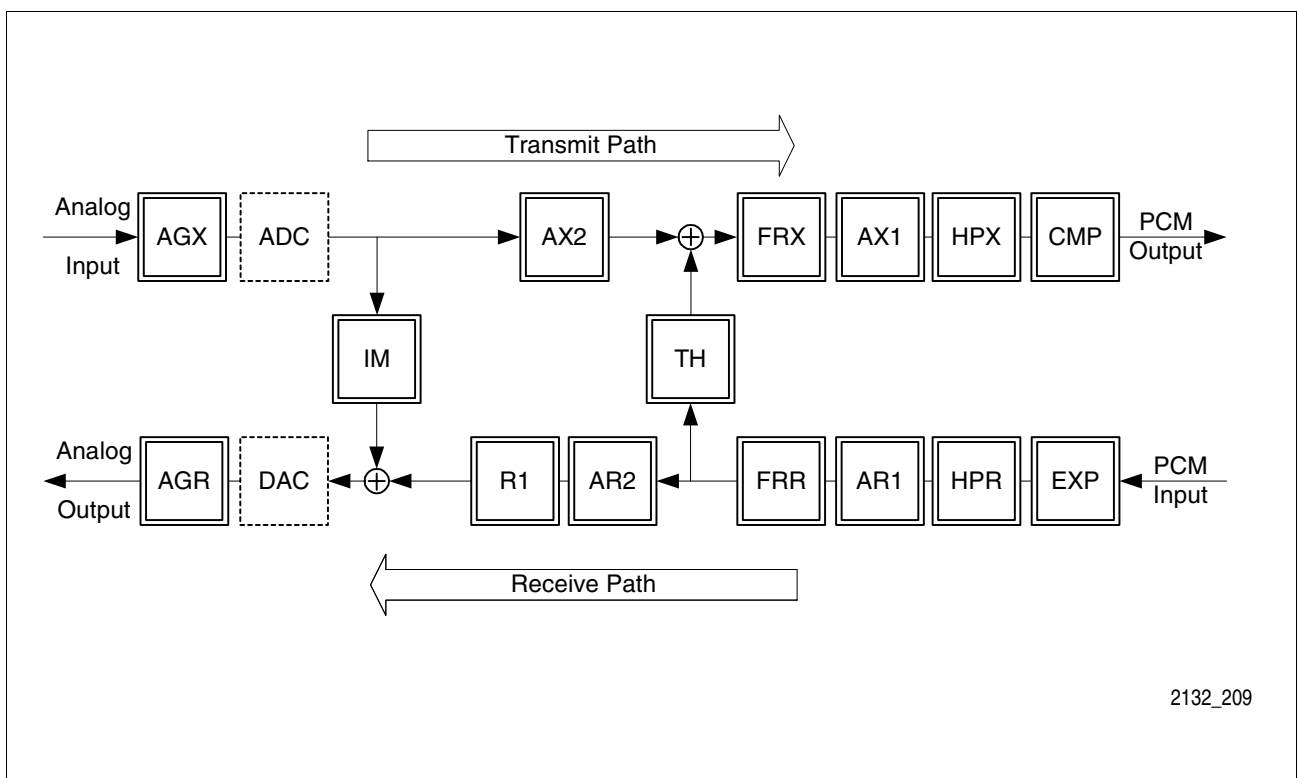 Transmit Path
Analog
Input
AGX
ADC
AX2
FRX
AX1
HPX
CMP
PCM
Output
IM
TH
Analog
Output
AGR
DAC
R1
AR2
FRR
AR1
HPR
EXP
PCM
Input
Receive Path
2132_209